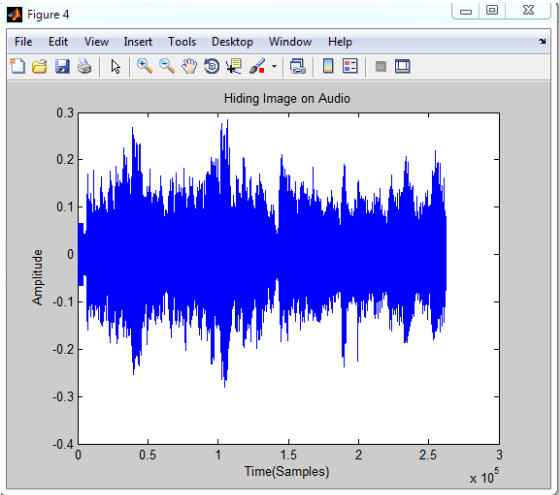 Figure 4
File Edit View Insert Tools Desktop Window Help
Hiding Image on Audio
0.3
0.2
0.1
0
-0.1
-0.2
-0.3
-0.4
Amplitude
0 0.5 1 1.5 2 2.5 3
Time(Samples)
x 10^5